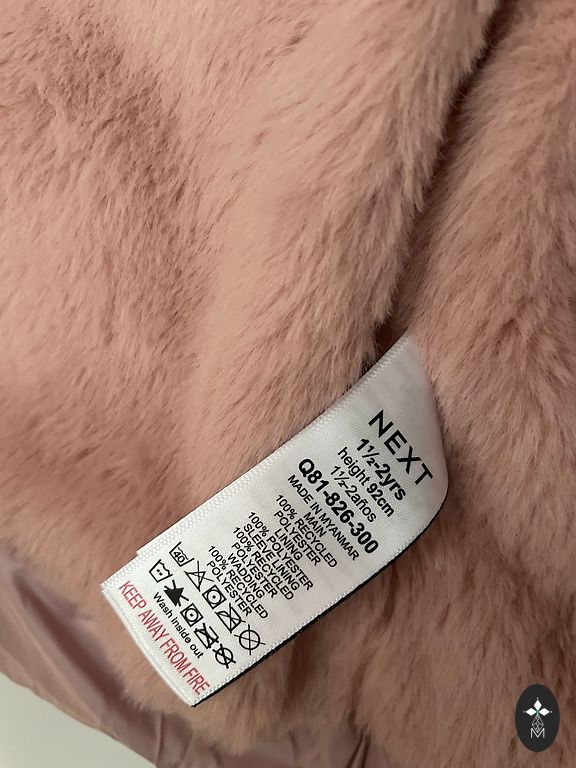 NEXT
1½-2yrs
height 92cm
1½-2años
Q81-826-300
MADE IN MYANMAR
MAIN
100% RECYCLED
POLYESTER
LINING
100% POLYESTER
SLEEVE LINING
100% RECYCLED
POLYESTER
WADDING
100% RECYCLED
POLYESTER
40
Wash inside out
KEEP AWAY FROM FIRE
M